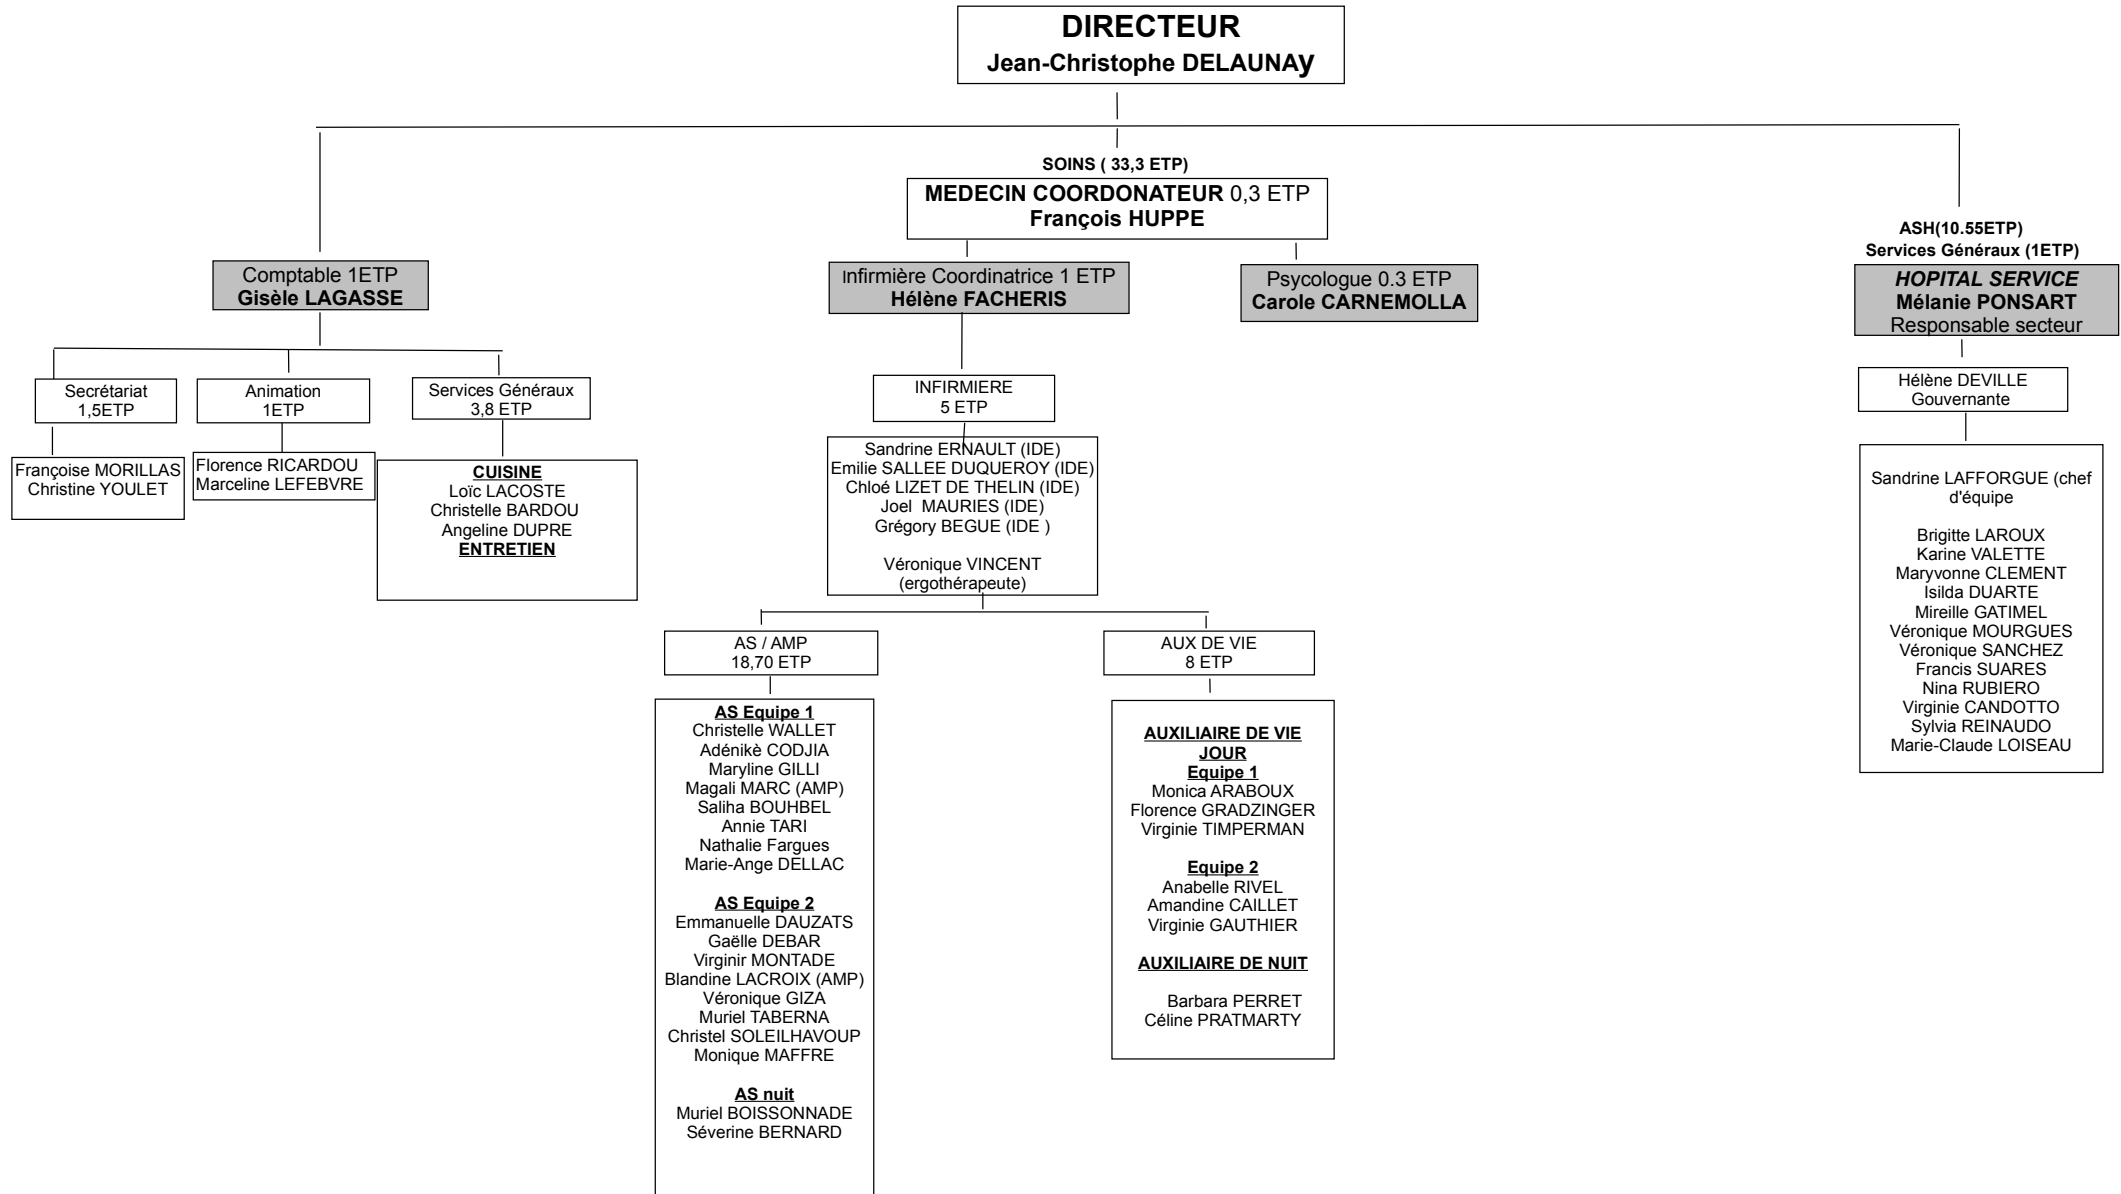 DIRECTEUR
Jean-Christophe DELAUNAy
SOINS ( 33,3 ETP)
MEDECIN COORDONATEUR 0,3 ETP
François HUPPE
Comptable 1ETP
Gisèle LAGASSE
Infirmière Coordinatrice 1 ETP
Hélène FACHERIS
Psycologue 0.3 ETP
Carole CARNEMOLLA
ASH(10.55ETP)
Services Généraux (1ETP)
HOPITAL SERVICE
Mélanie PONSART
Responsable secteur
Secrétariat
1,5ETP
Animation
1ETP
Services Généraux
3,8 ETP
INFIRMIERE
5 ETP
Hélène DEVILLE
Gouvernante
Françoise MORILLAS
Christine YOULET
Florence RICARDOU
Marceline LEFEBVRE
CUISINE
Loïc LACOSTE
Christelle BARDOU
Angeline DUPRE
ENTRETIEN
Sandrine ERNAULT (IDE)
Emilie SALLEE DUQUEROY (IDE)
Chloé LIZET DE THELIN (IDE)
Joel MAURIES (IDE)
Grégory BEGUE (IDE )
Véronique VINCENT
(ergothérapeute)
Sandrine LAFFORGUE (chef
d'équipe
Brigitte LAROUX
Karine VALETTE
Maryvonne CLEMENT
Isilda DUARTE
Mireille GATIMEL
Véronique MOURGUES
Véronique SANCHEZ
Francis SUARES
Nina RUBIERO
Virginie CANDOTTO
Sylvia REINAUDO
Marie-Claude LOISEAU
AS / AMP
18,70 ETP
AUX DE VIE
8 ETP
AS Equipe 1
Christelle WALLET
Adénikè CODJIA
Maryline GILLI
Magali MARC (AMP)
Saliha BOUHBEL
Annie TARI
Nathalie Fargues
Marie-Ange DELLAC
AS Equipe 2
Emmanuelle DAUZATS
Gaëlle DEBAR
Virginir MONTADE
Blandine LACROIX (AMP)
Véronique GIZA
Muriel TABERNA
Christel SOLEILHAVOUP
Monique MAFFRE
AS nuit
Muriel BOISSONNADE
Séverine BERNARD
AUXILIAIRE DE VIE
JOUR
Equipe 1
Monica ARABOUX
Florence GRADZINGER
Virginie TIMPERMAN
Equipe 2
Anabelle RIVEL
Amandine CAILLET
Virginie GAUTHIER
AUXILIAIRE DE NUIT
Barbara PERRET
Céline PRATMARTY